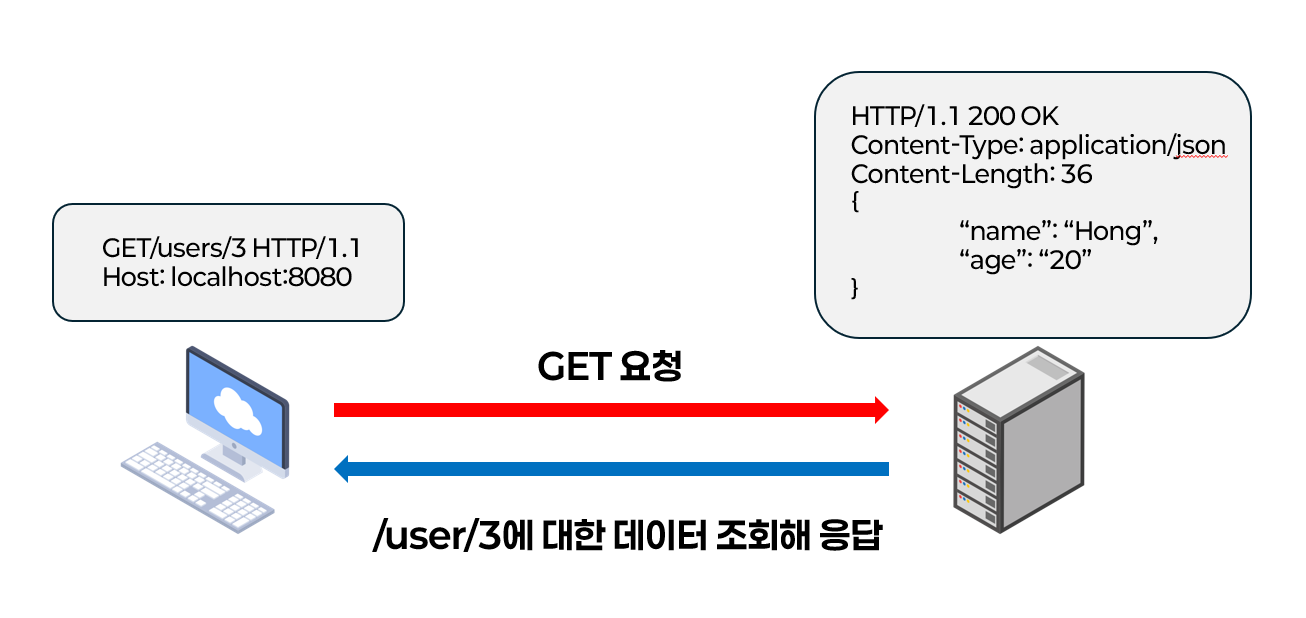 GET/users/3 HTTP/1.1
Host: localhost:8080
HTTP/1.1 200 OK
Content-Type: application/json
Content-Length: 36
{
“name”: “Hong”,
“age”: “20”
}
GET 요청
/user/3에 대한 데이터 조회해 응답